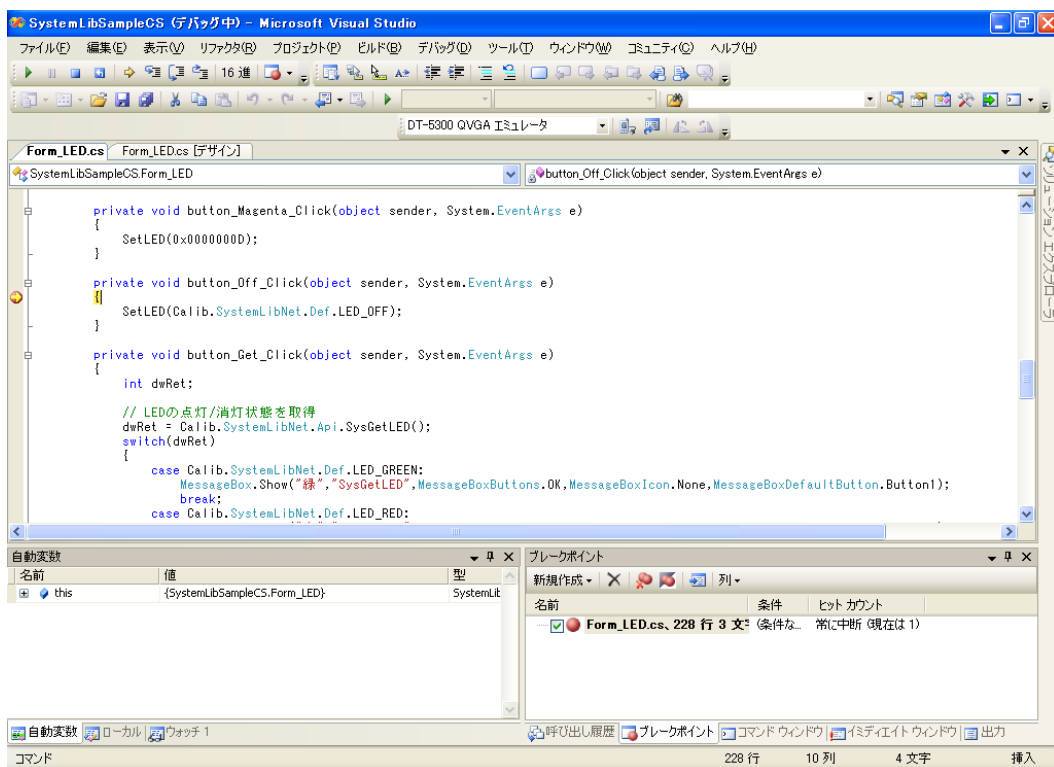 SystemLibSampleCS (デバッグ中) - Microsoft Visual Studio
ファイル(F) 編集(E) 表示(V) リファクタ(R) プロジェクト(P) ビルド(B) デバッグ(D) ツール(T) ウィンドウ(W) コミュニティ(C) ヘルプ(H)
16 進
DT-5300 QVGA エミュレータ
Form_LED.cs Form_LED.cs [デザイン]
SystemLibSampleCS.Form_LED button_Off_Click(object sender, System.EventArgs e)
private void button_Magenta_Click(object sender, System.EventArgs e)
{
SetLED(0x0000000D);
}
private void button_Off_Click(object sender, System.EventArgs e)
{
SetLED(Calib.SystemLibNet.Def.LED_OFF);
}
private void button_Get_Click(object sender, System.EventArgs e)
{
int dwRet;
// LEDの点灯/消灯状態を取得
dwRet = Calib.SystemLibNet.Api.SysGetLED();
switch(dwRet)
{
case Calib.SystemLibNet.Def.LED_GREEN:
MessageBox.Show("緑","SysGetLED",MessageBoxButtons.OK,MessageBoxIcon.None,MessageBoxDefaultButton.Button1);
break;
case Calib.SystemLibNet.Def.LED_RED:
ソリューション エクスプローラ
自動変数
名前 値 型
this {SystemLibSampleCS.Form_LED} SystemLib
自動変数 ローカル ウォッチ 1
ブレークポイント
新規作成 列
名前 条件 ヒット カウント
Form_LED.cs、228 行 3 文字 (条件な... 常に中断 (現在は 1)
呼び出し履歴 ブレークポイント コマンド ウィンドウ イミディエイト ウィンドウ 出力
コマンド 228 行 10 列 4 文字 挿入